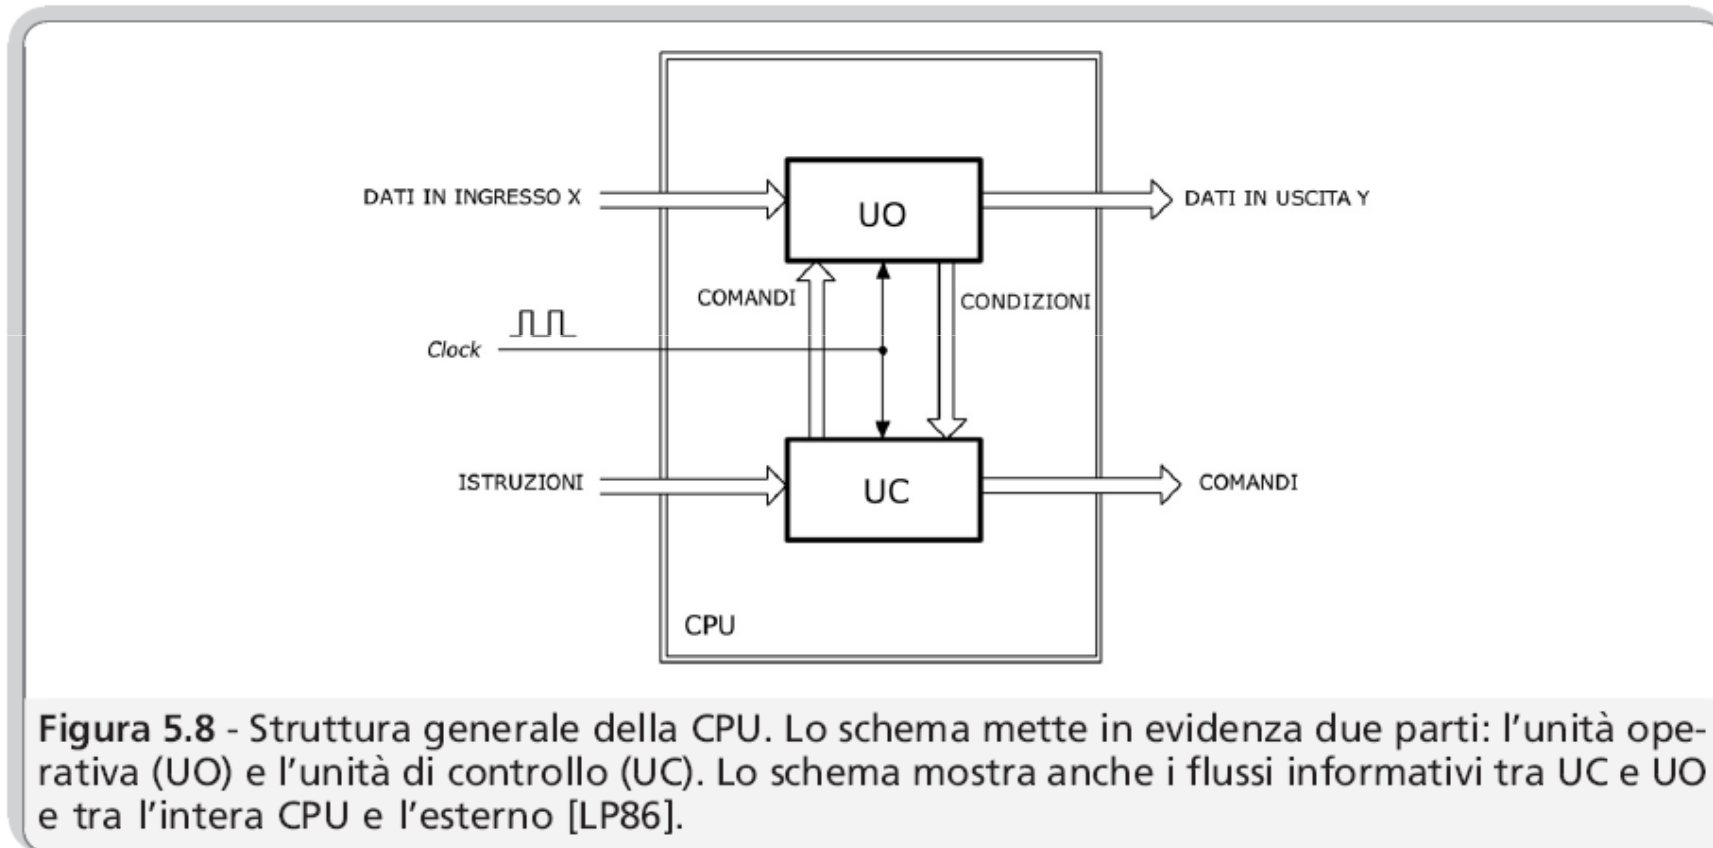 DATI IN INGRESSO X
UO
DATI IN USCITA Y
COMANDI
CONDIZIONI
Clock
ISTRUZIONI
UC
COMANDI
CPU
Figura 5.8 - Struttura generale della CPU. Lo schema mette in evidenza due parti: l'unità ope-
rativa (UO) e l'unità di controllo (UC). Lo schema mostra anche i flussi informativi tra UC e UO
e tra l'intera CPU e l'esterno [LP86].